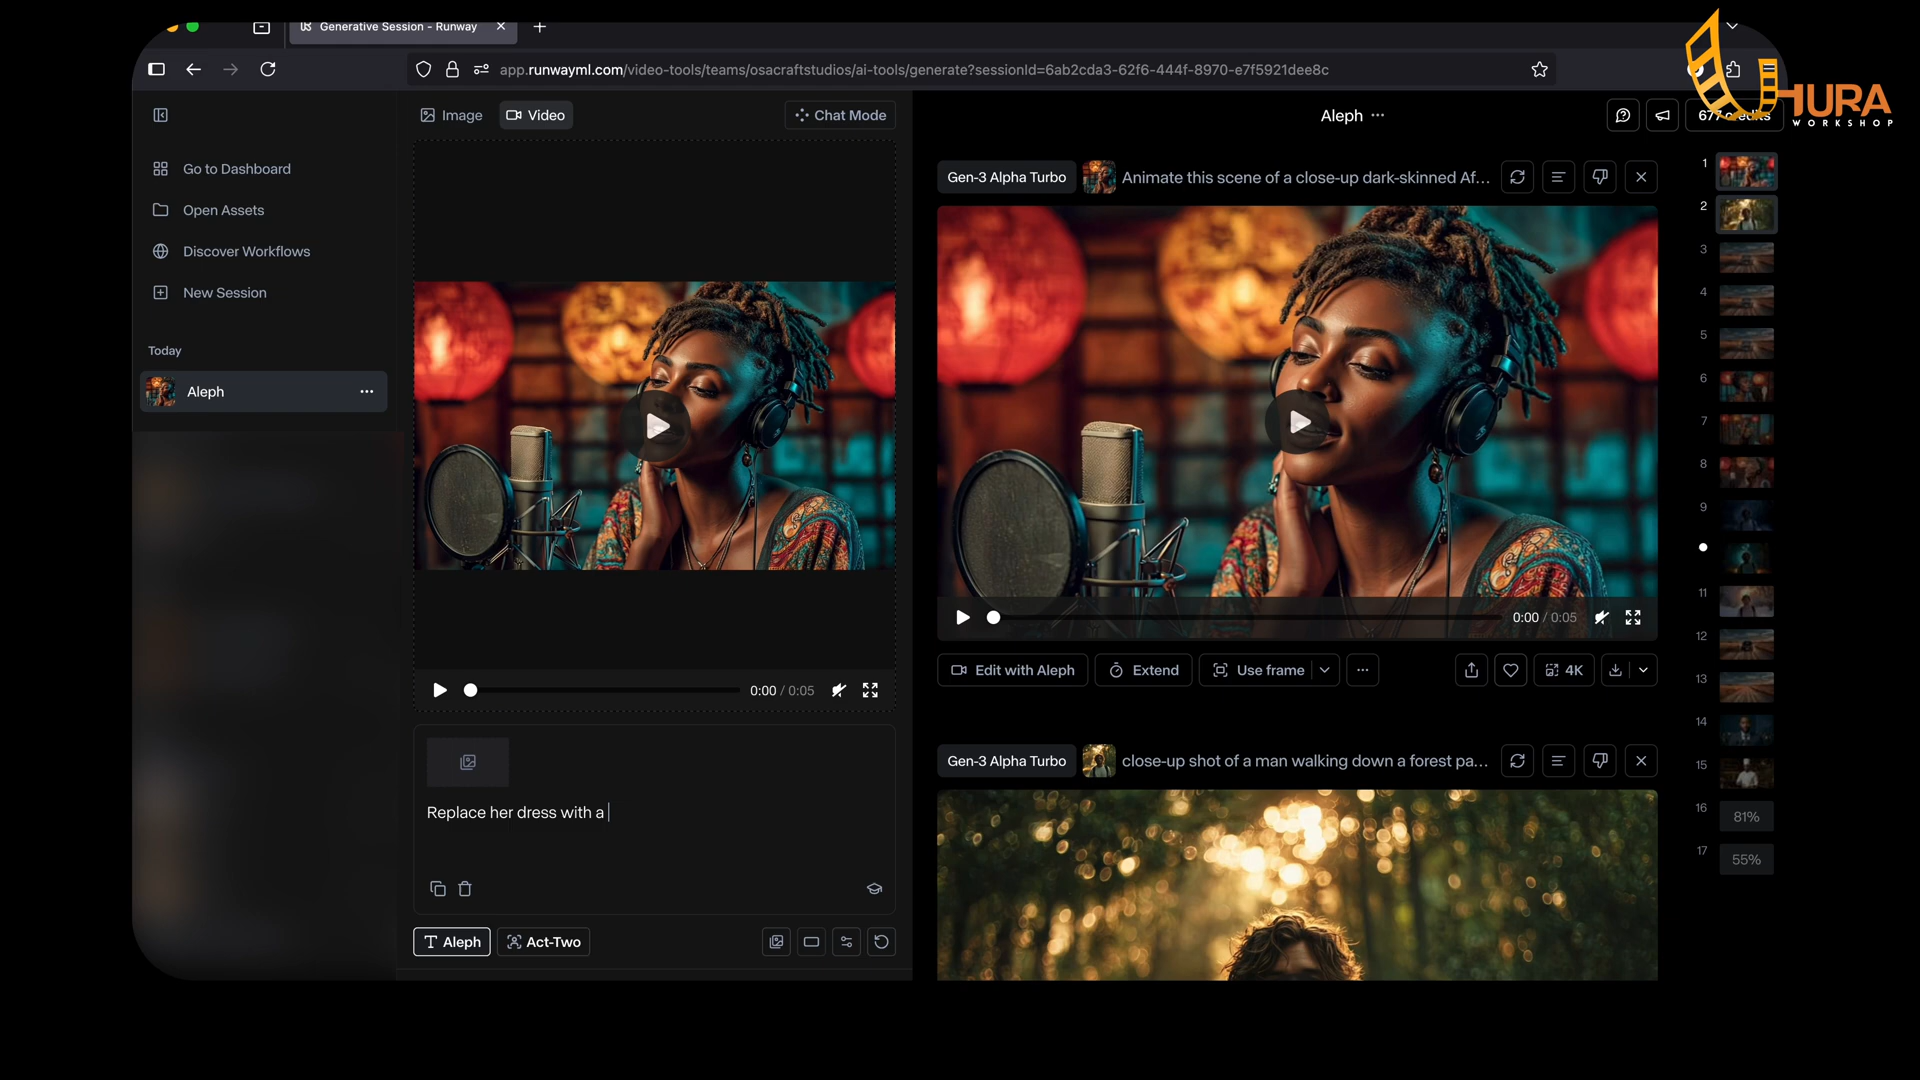 Generative Session - Runway
app.runwayml.com/video-tools/teams/osacraftstudios/ai-tools/generate?sessionId=6ab2cda3-62f6-444f-8970-e7f5921dee8c
HURA
WORKSHOP
Go to Dashboard
Open Assets
Discover Workflows
New Session
Today
Aleph
Image
Video
Chat Mode
0:00 / 0:05
Replace her dress with a
Aleph
Act-Two
Aleph
677 credits
Gen-3 Alpha Turbo
Animate this scene of a close-up dark-skinned Af...
0:00 / 0:05
Edit with Aleph
Extend
Use frame
4K
Gen-3 Alpha Turbo
close-up shot of a man walking down a forest pa...
1
2
3
4
5
6
7
8
9
11
12
13
14
15
16
81%
17
55%